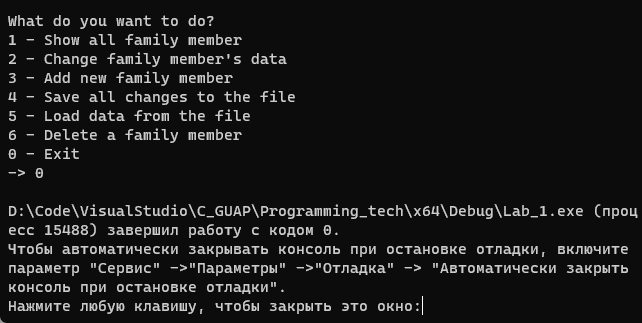 What do you want to do?
1 - Show all family member
2 - Change family member's data
3 - Add new family member
4 - Save all changes to the file
5 - Load data from the file
6 - Delete a family member
0 - Exit
-> 0
D:\Code\VisualStudio\C_GUAP\Programming_tech\x64\Debug\Lab_1.exe (проц
есс 15488) завершил работу с кодом 0.
Чтобы автоматически закрывать консоль при остановке отладки, включите
параметр "Сервис" ->"Параметры" ->"Отладка" -> "Автоматически закрыть
консоль при остановке отладки".
Нажмите любую клавишу, чтобы закрыть это окно: